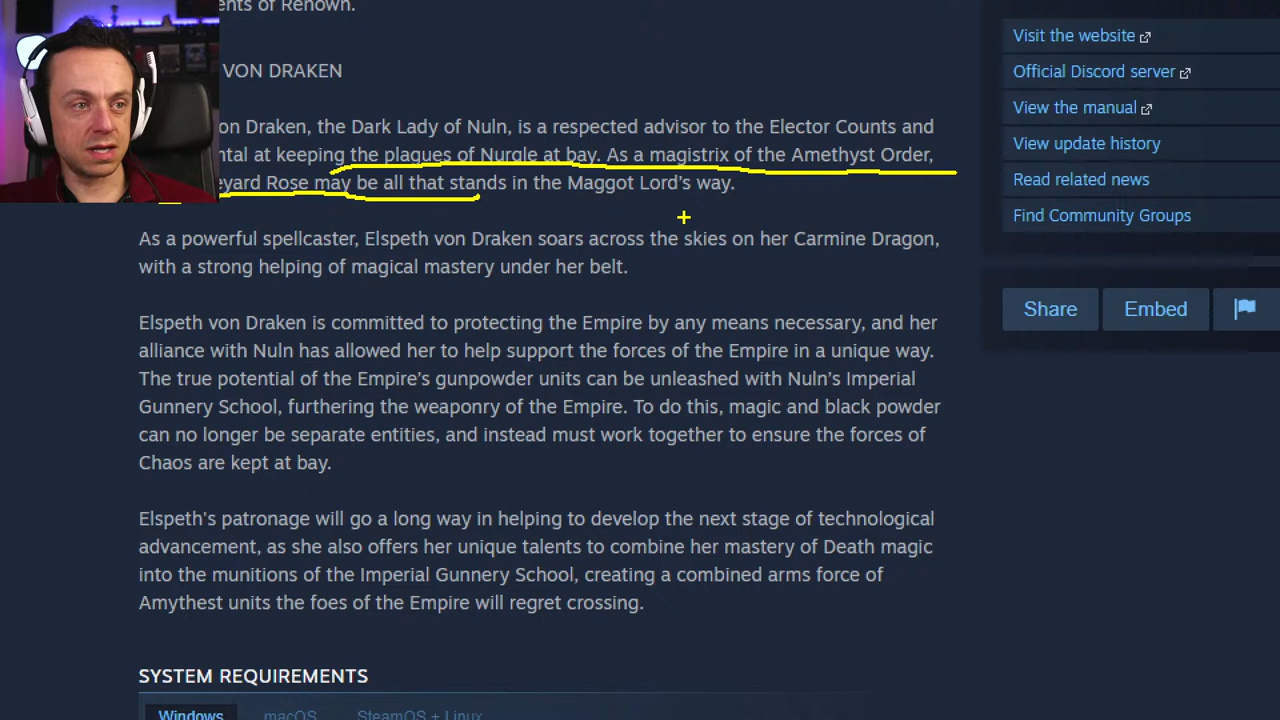 ents of Renown.
VON DRAKEN
on Draken, the Dark Lady of Nuln, is a respected advisor to the Elector Counts and
ntal at keeping the plagues of Nurgle at bay. As a magistrix of the Amethyst Order,
eyard Rose may be all that stands in the Maggot Lord's way.
As a powerful spellcaster, Elspeth von Draken soars across the skies on her Carmine Dragon,
with a strong helping of magical mastery under her belt.
Elspeth von Draken is committed to protecting the Empire by any means necessary, and her
alliance with Nuln has allowed her to help support the forces of the Empire in a unique way.
The true potential of the Empire's gunpowder units can be unleashed with Nuln's Imperial
Gunnery School, furthering the weaponry of the Empire. To do this, magic and black powder
can no longer be separate entities, and instead must work together to ensure the forces of
Chaos are kept at bay.
Elspeth's patronage will go a long way in helping to develop the next stage of technological
advancement, as she also offers her unique talents to combine her mastery of Death magic
into the munitions of the Imperial Gunnery School, creating a combined arms force of
Amythest units the foes of the Empire will regret crossing.
SYSTEM REQUIREMENTS
Windows macOS SteamOS + Linux
Visit the website
Official Discord server
View the manual
View update history
Read related news
Find Community Groups
Share Embed